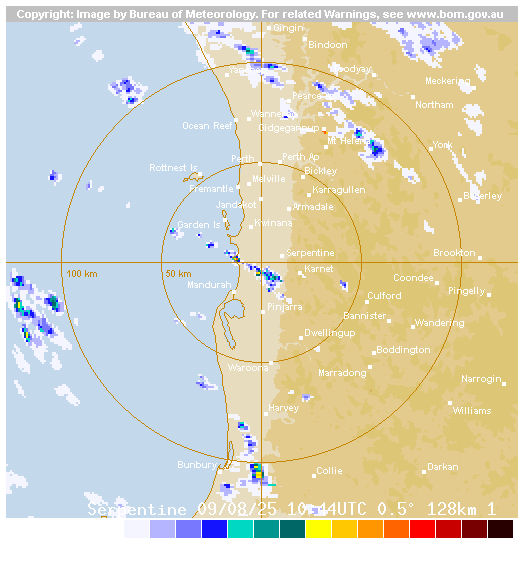 Copyright: Image by Bureau of Meteorology. For related Warnings, see www.bom.gov.au
Gingin
Bindoon
Meckering
Pearce
Northam
Wanneroo
Ocean Reef
Gidgegannup
Mt Helena
York
Perth
Perth Ap
Rottnest Is
Bickley
Melville
Fremantle
Karragullen
Beverley
Jandakot
Armadale
Garden Is
Kwinana
Serpentine
Brookton
100 km
50 km
Karnet
Coondee
Mandurah
Pingelly
Culford
Pinjarra
Bannister
Wandering
Dwellingup
Boddington
Waroona
Marradong
Narrogin
Harvey
Williams
Bunbury
Collie
Darkan
Serpentine 09/08/25 10:44UTC 0.5° 128km 1